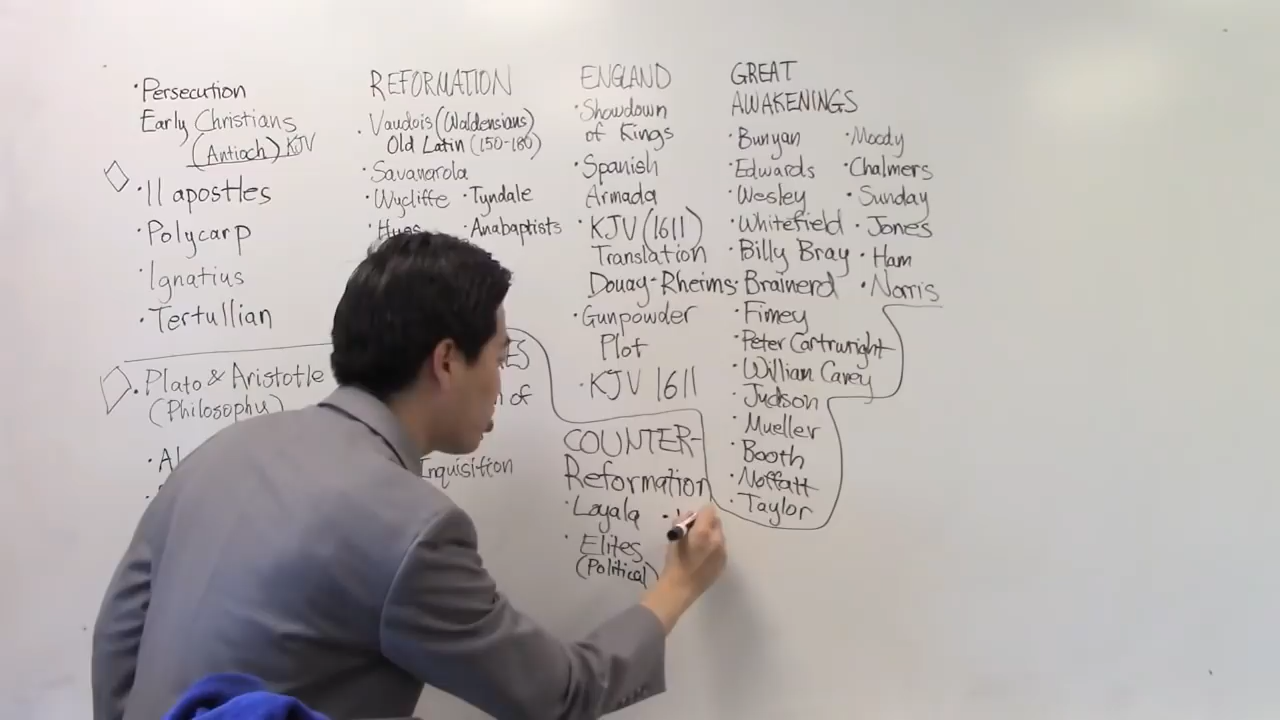 · Persecution
Early Christians
(Antioch) KJV
· 11 apostles
· Polycarp
· Ignatius
· Tertullian
· Plato & Aristotle
(Philosophy)
REFORMATION
· Vaudois (Waldensians)
Old Latin (150-180)
· Savanarola
· Wycliffe · Tyndale
· Huss · Anabaptists
of
Inquisition
ENGLAND
· Showdown
of Kings
· Spanish
Armada
· KJV (1611)
Translation
Douay-Rheims
· Gunpowder
Plot
· KJV 1611
COUNTER-
Reformation
· Loyala
· Elites
(Political)
GREAT
AWAKENINGS
· Bunyan · Moody
· Edwards · Chalmers
· Wesley · Sunday
· Whitefield · Jones
· Billy Bray · Ham
· Brainerd · Norris
· Finney
· Peter Cartwright
· William Carey
· Judson
· Mueller
· Booth
· Moffatt
· Taylor